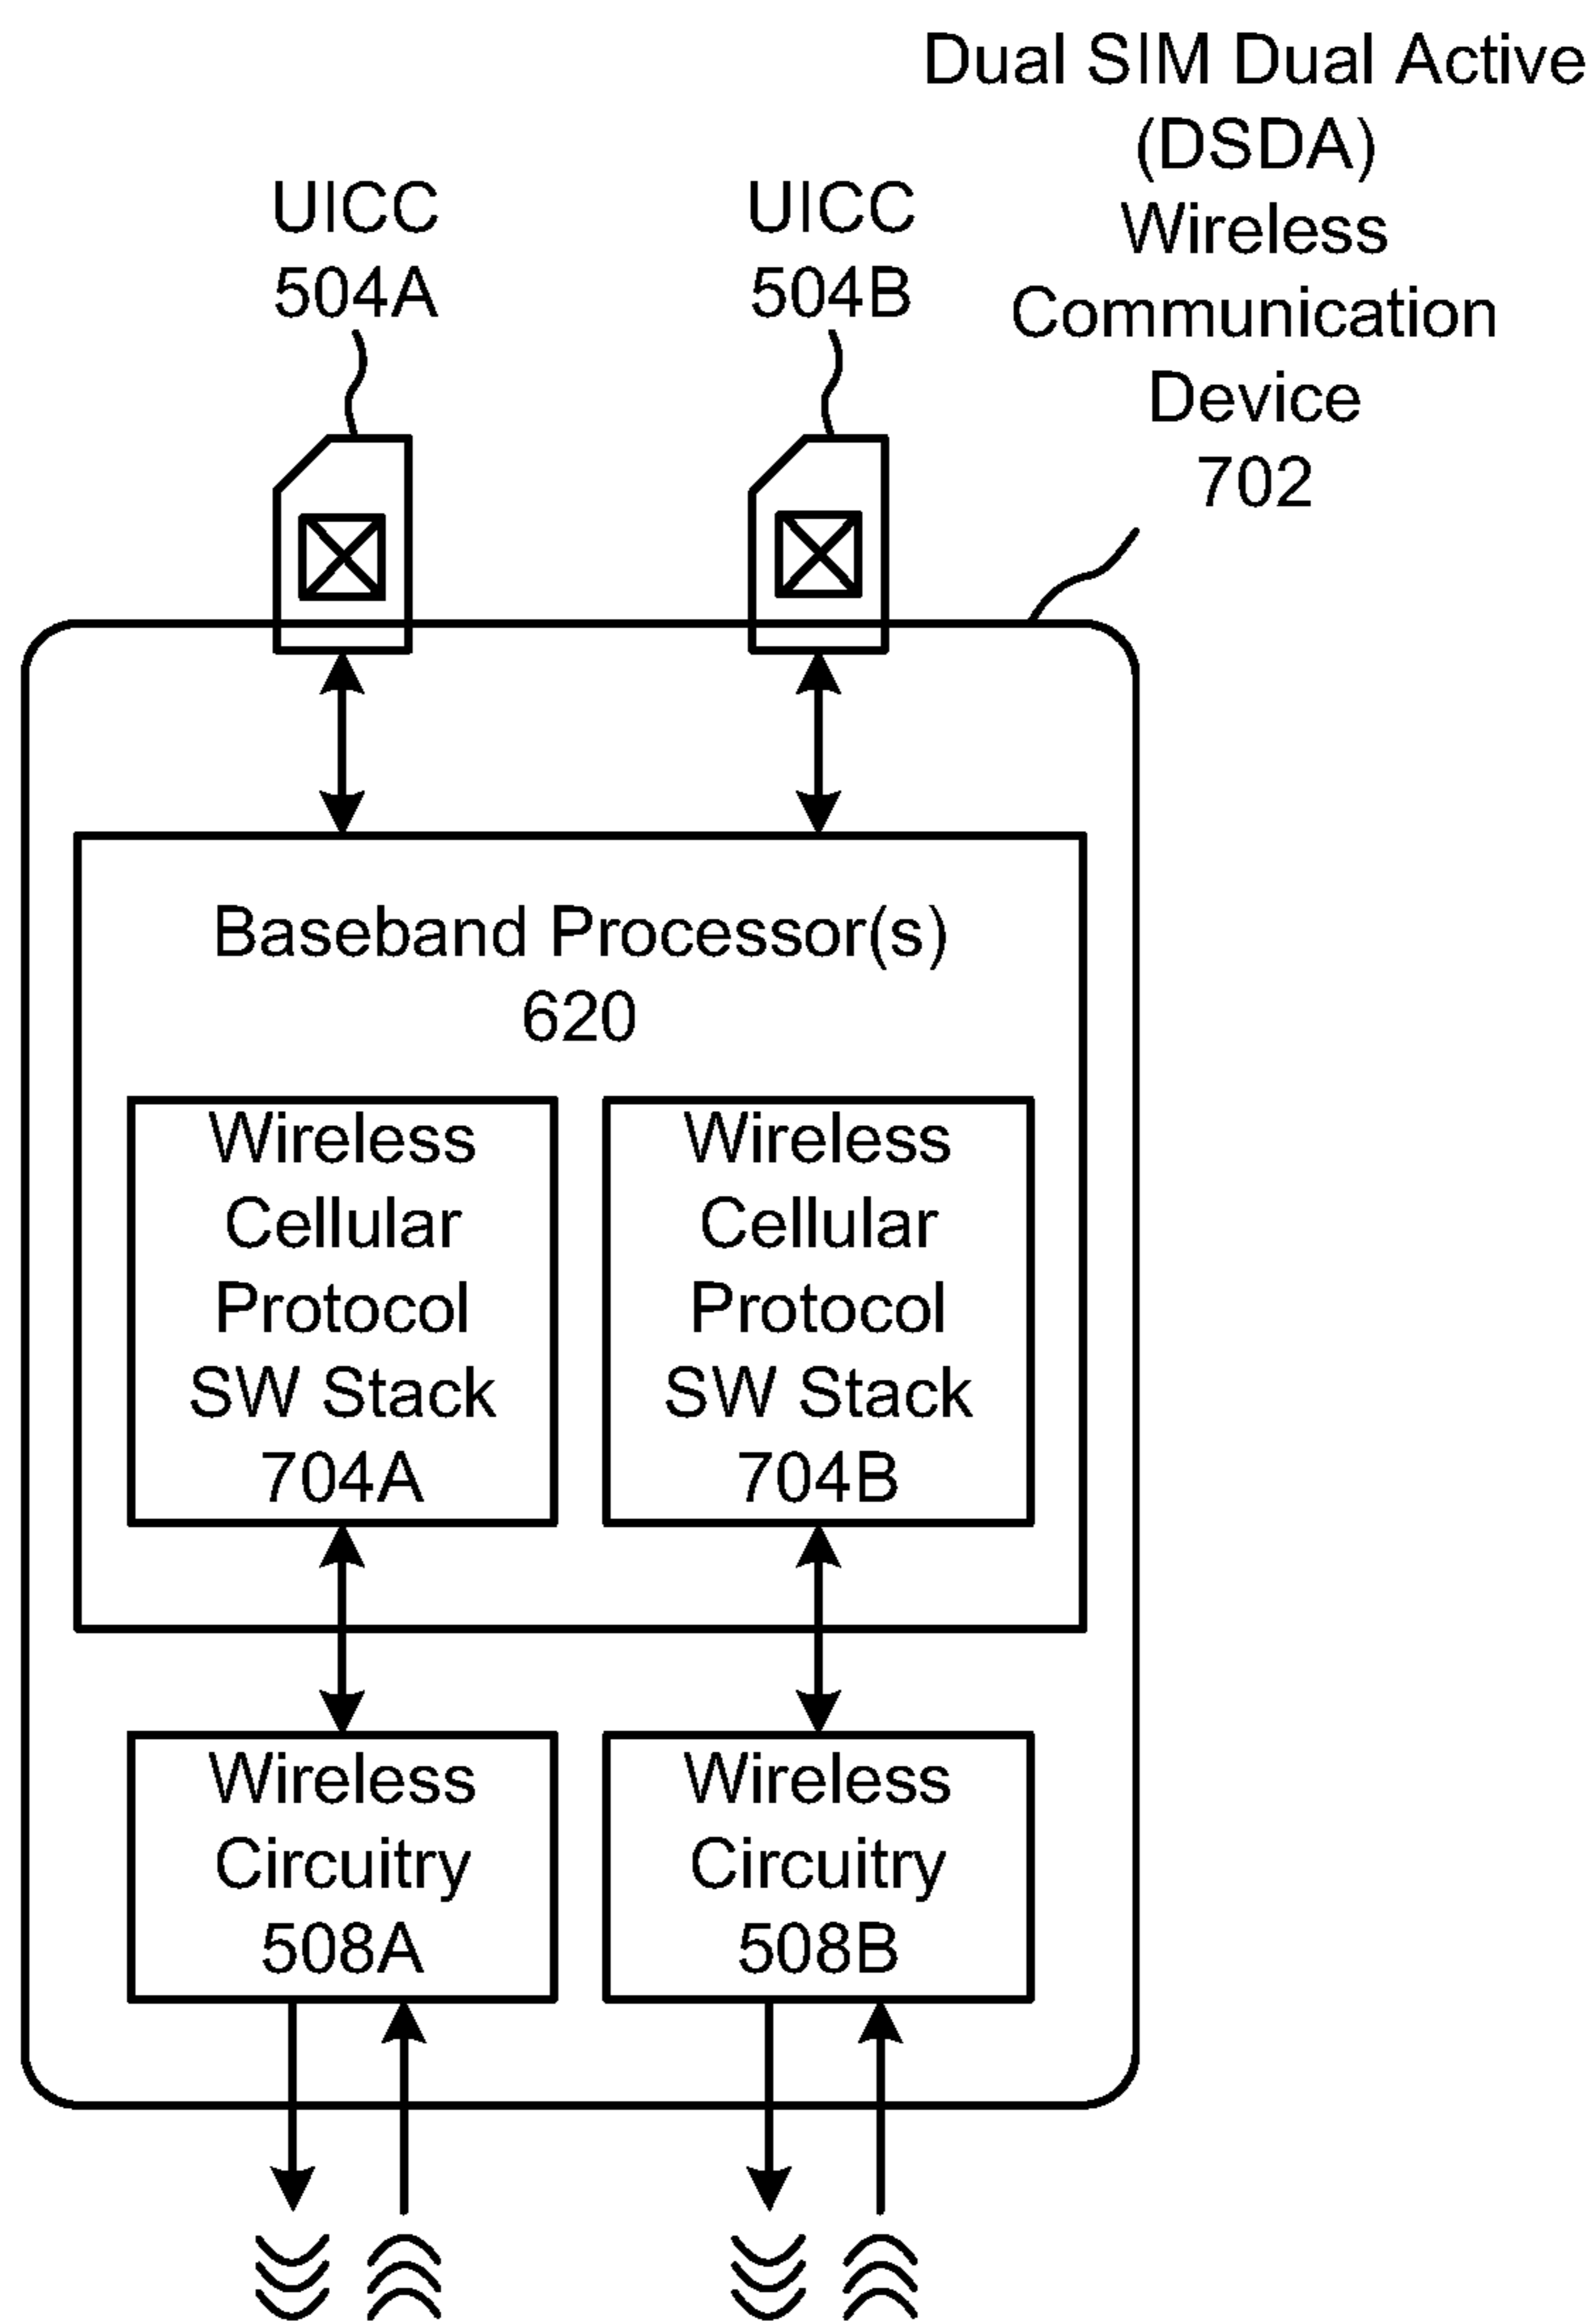 Dual SIM Dual Active
(DSDA)
Wireless
Communication
Device
702
UICC
504A
UICC
504B
Baseband Processor(s)
620
Wireless
Cellular
Protocol
SW Stack
704A
Wireless
Cellular
Protocol
SW Stack
704B
Wireless
Circuitry
508A
Wireless
Circuitry
508B